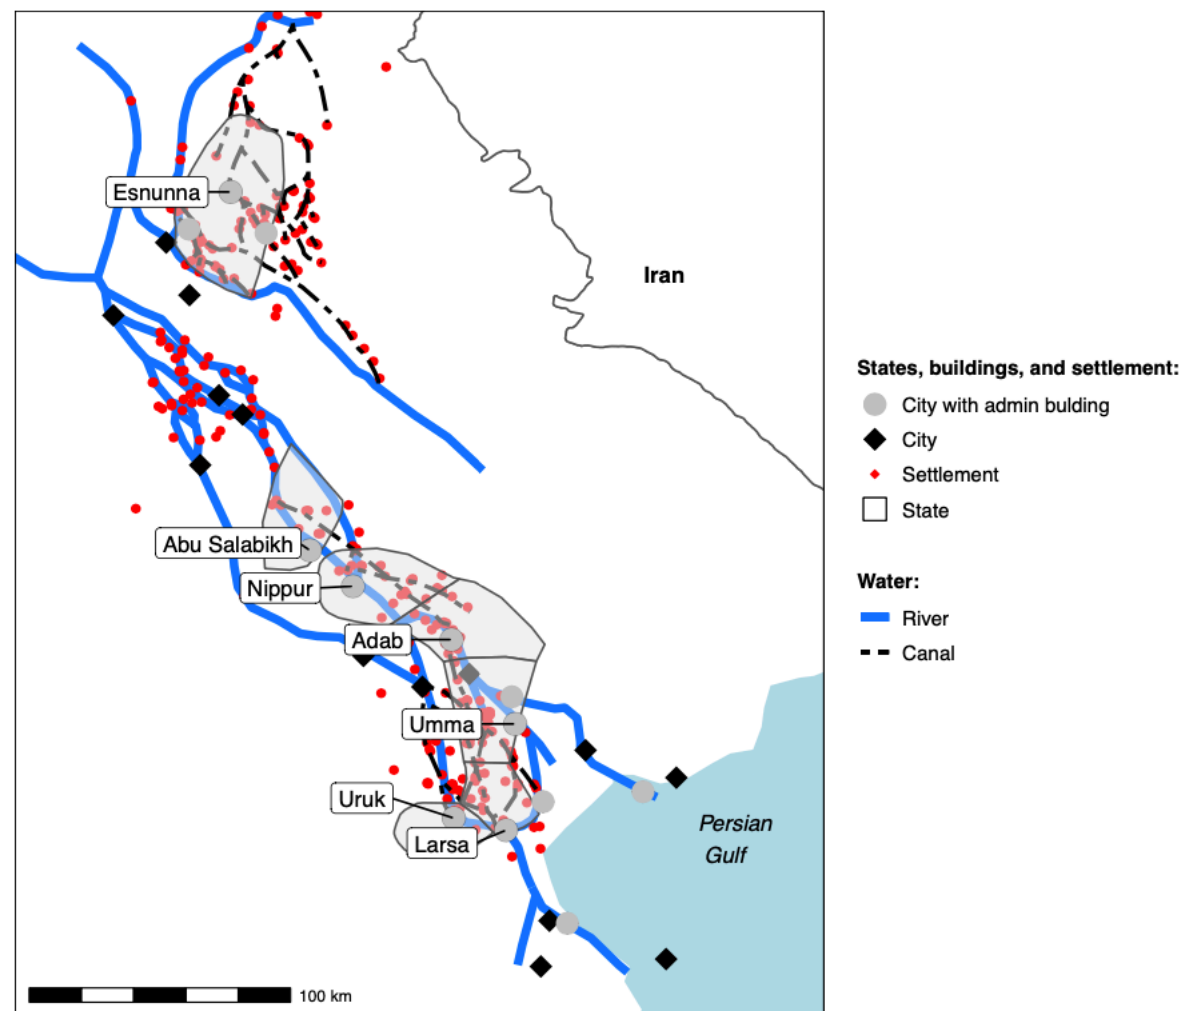 Esnunna
Iran
Abu Salabikh
Nippur
Adab
Umma
Uruk
Larsa
Persian
Gulf
100 km
States, buildings, and settlement:
City with admin bulding
City
Settlement
State
Water:
River
Canal